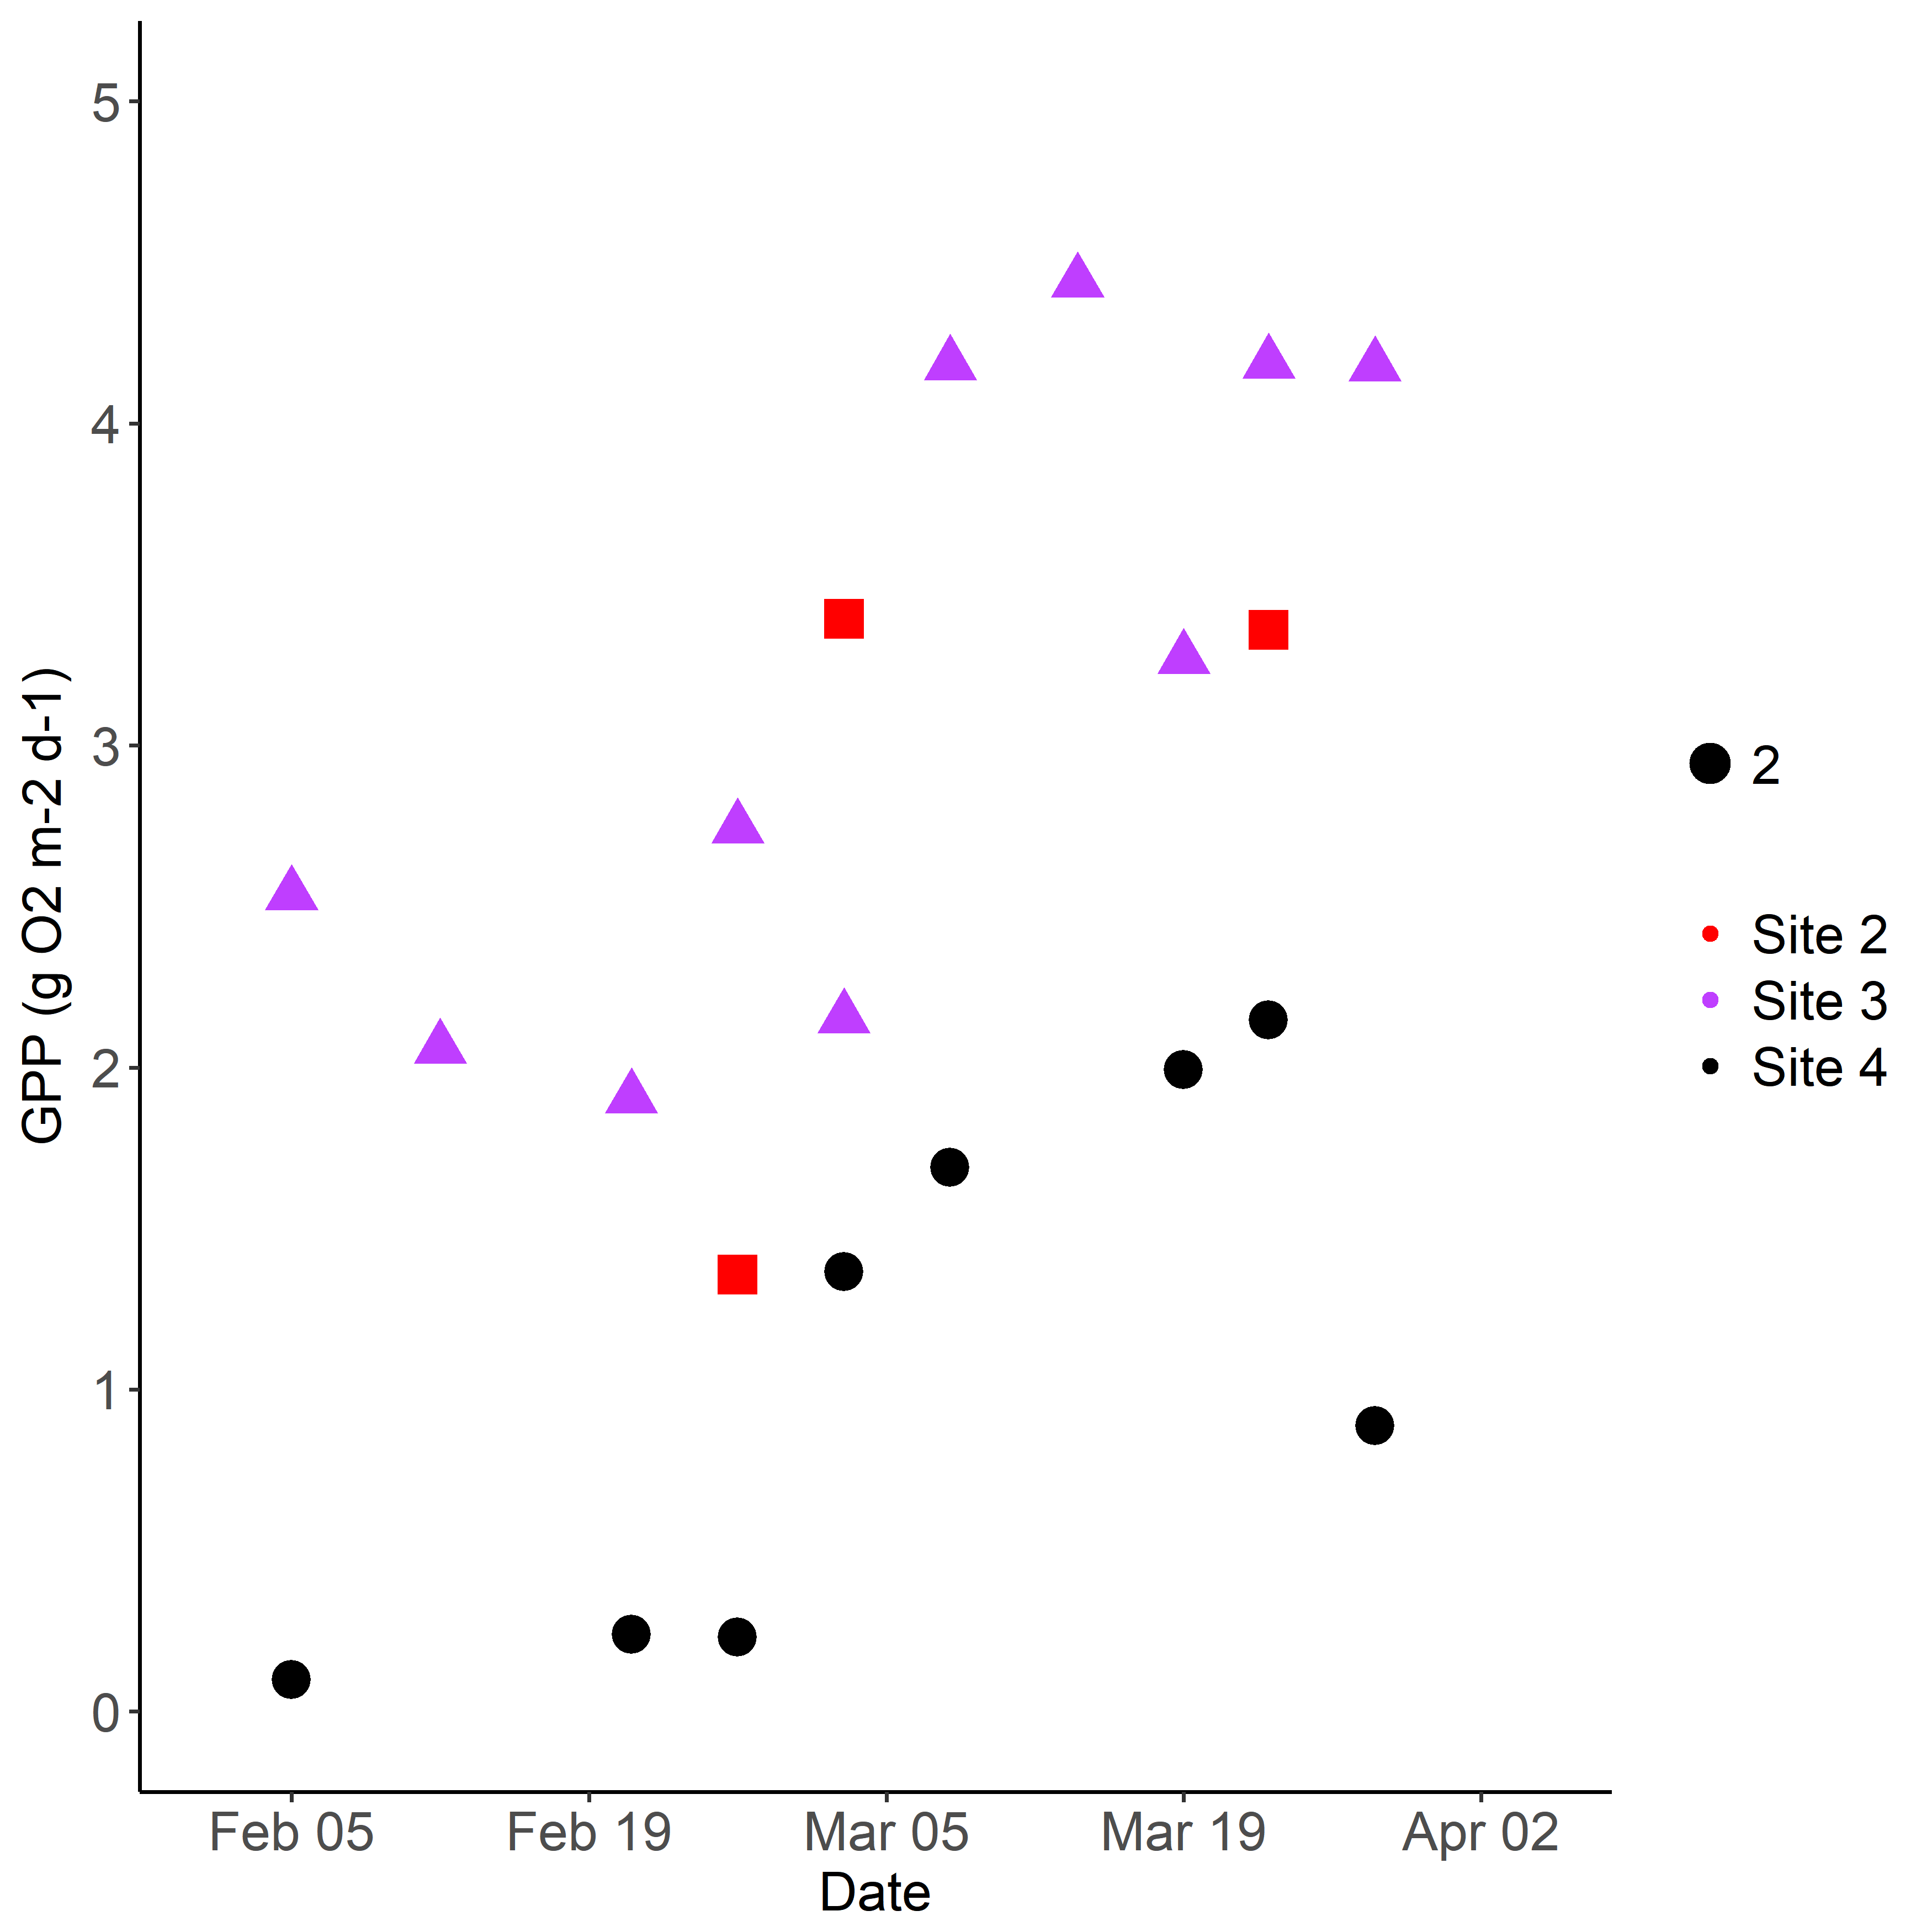 GPP (g O2 m-2 d-1)
5
4
3
2
1
0
Feb 05
Feb 19
Mar 05
Mar 19
Apr 02
Date
2
Site 2
Site 3
Site 4